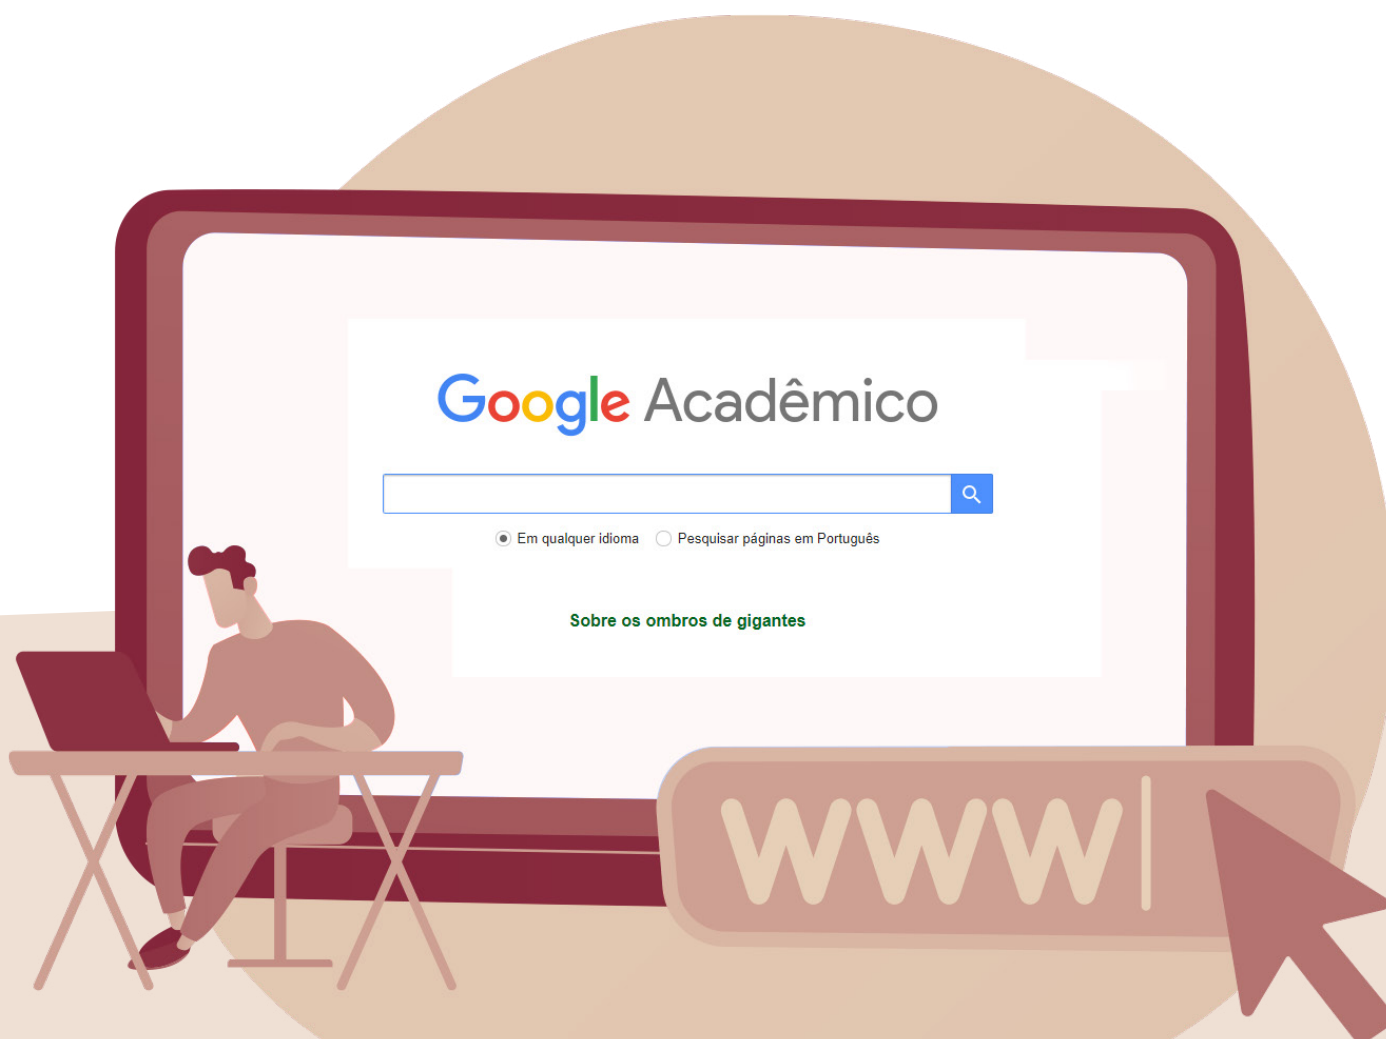 Google Acadêmico
Em qualquer idioma Pesquisar páginas em Português
Sobre os ombros de gigantes
WWW